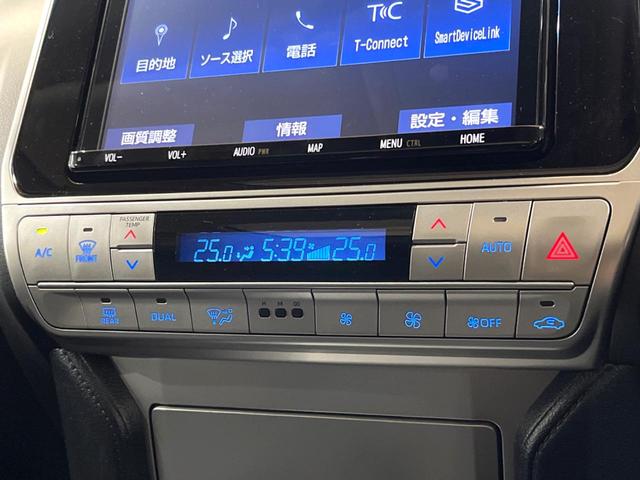 目的地 ソース選択 電話 T-Connect SmartDeviceLink
画質調整 情報 設定・編集
VOL- VOL+ AUDIO PWR MAP MENU CTRL HOME
A/C FRONT PASSENGER TEMP 25.0 5:39 25.0 AUTO
REAR DUAL OFF